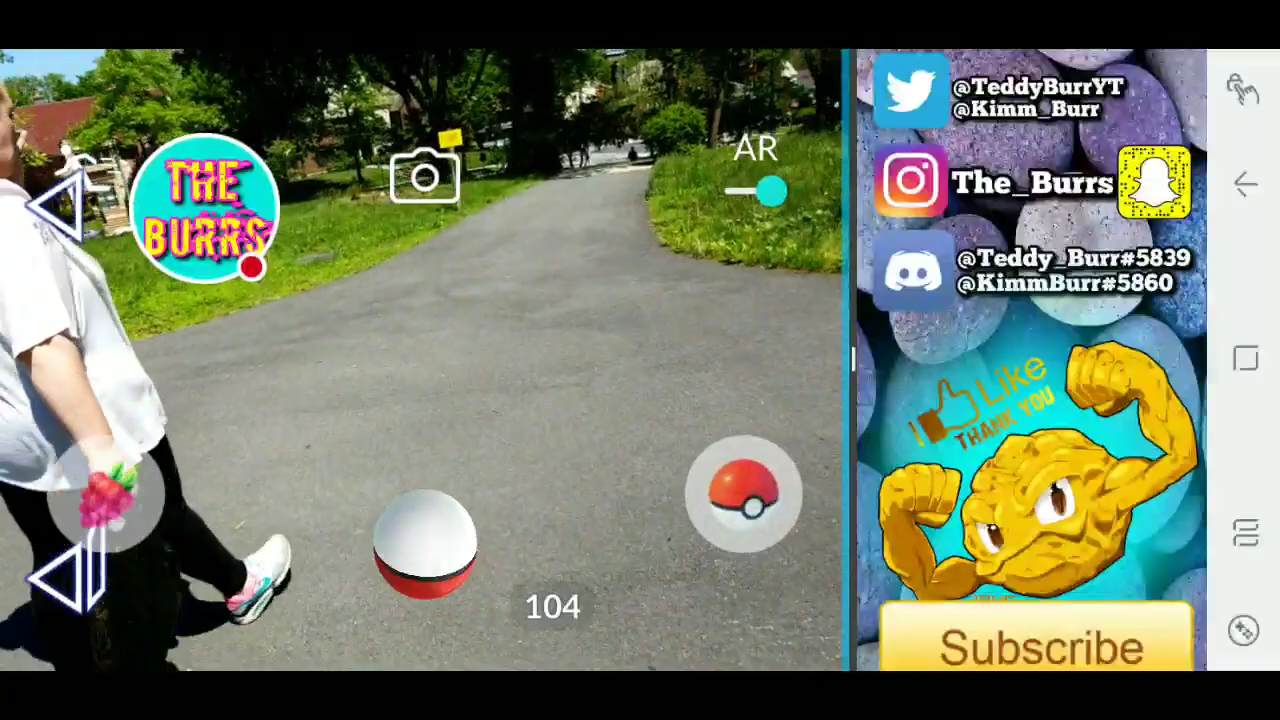 THE
BURRS
AR
104
@TeddyBurrYT
@Kimm_Burr
The_Burrs
@Teddy_Burr#5839
@KimmBurr#5860
Like
THANK YOU
Subscribe